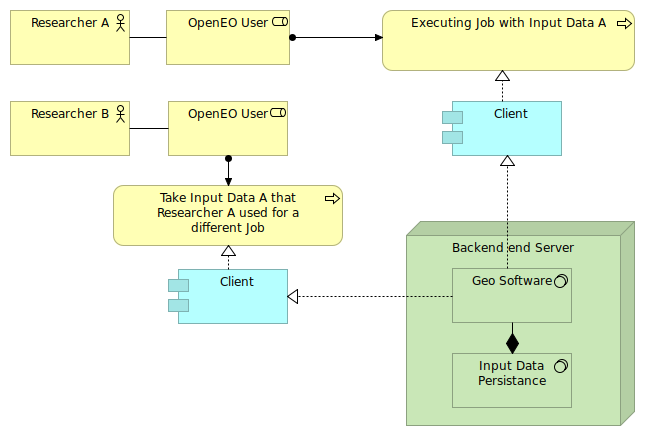 Researcher A
OpenEO User
Executing Job with Input Data A
Researcher B
OpenEO User
Client
Take Input Data A that
Researcher A used for a
different Job
Backend end Server
Client
Geo Software
Input Data
Persistance